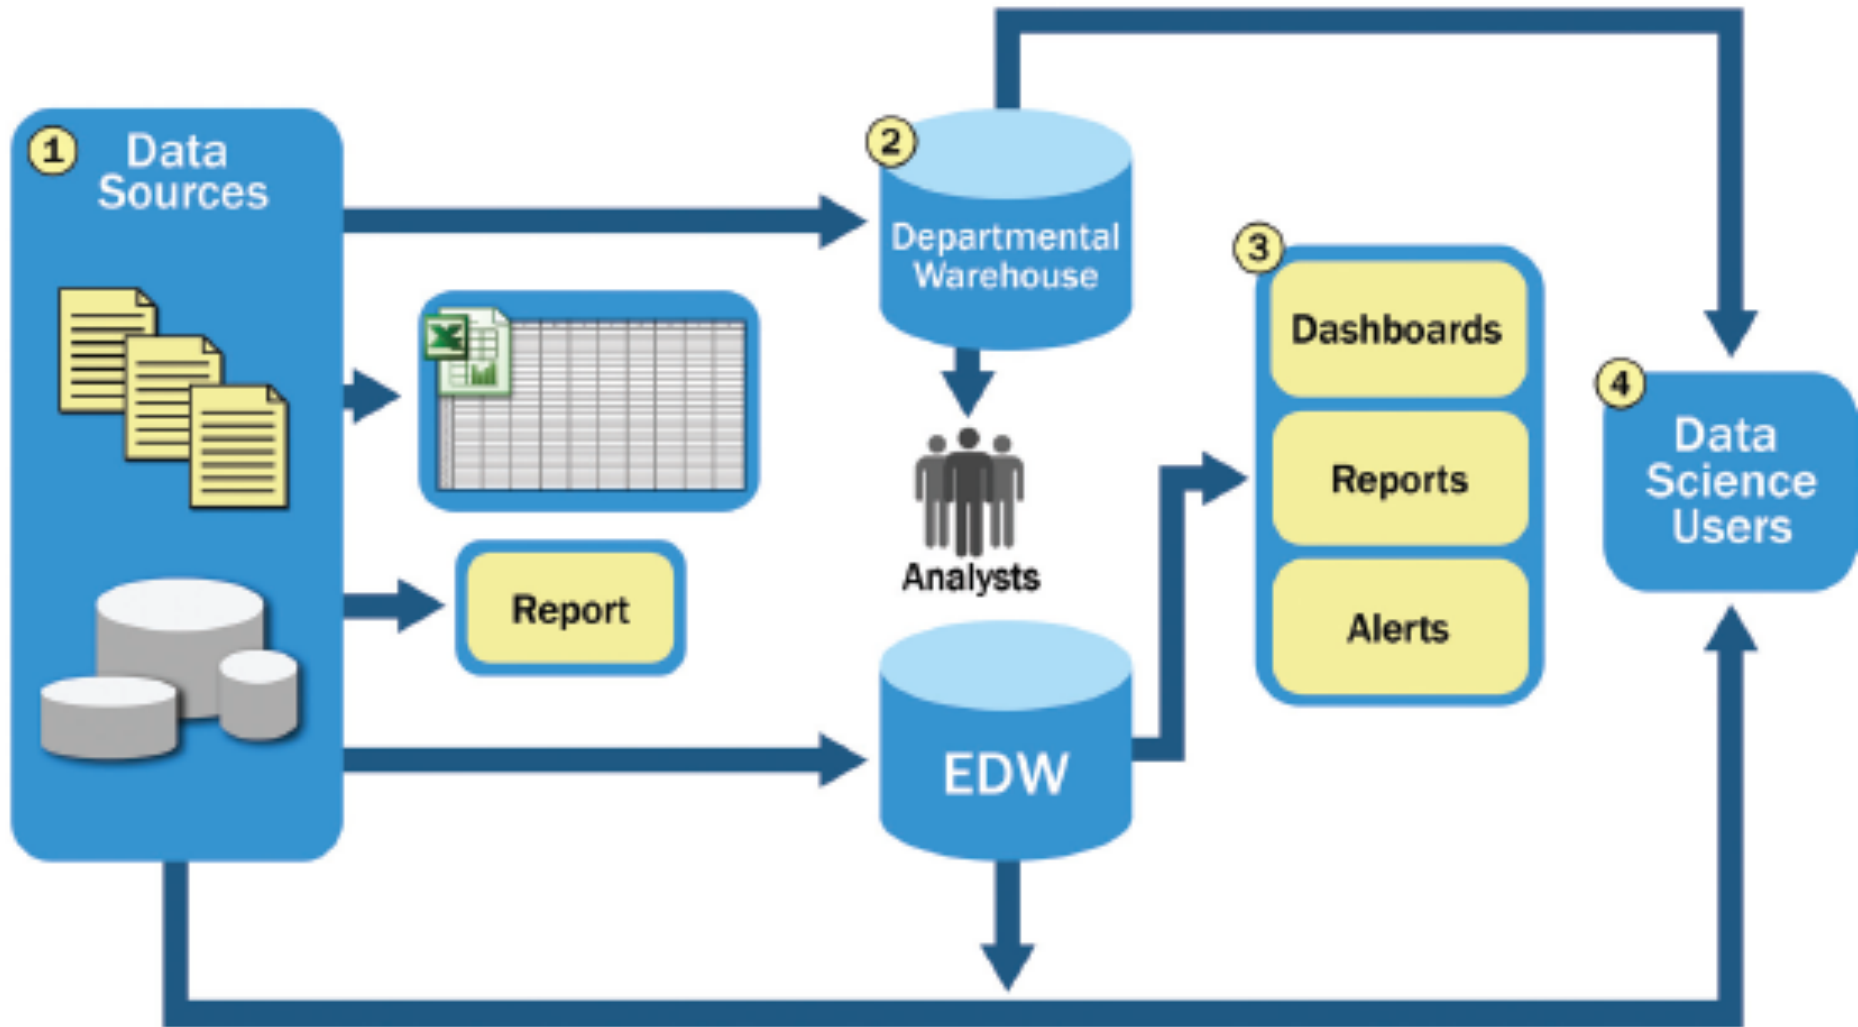 1
Data
Sources
2
Departmental
Warehouse
X
Report
Analysts
EDW
3
Dashboards
Reports
Alerts
4
Data
Science
Users